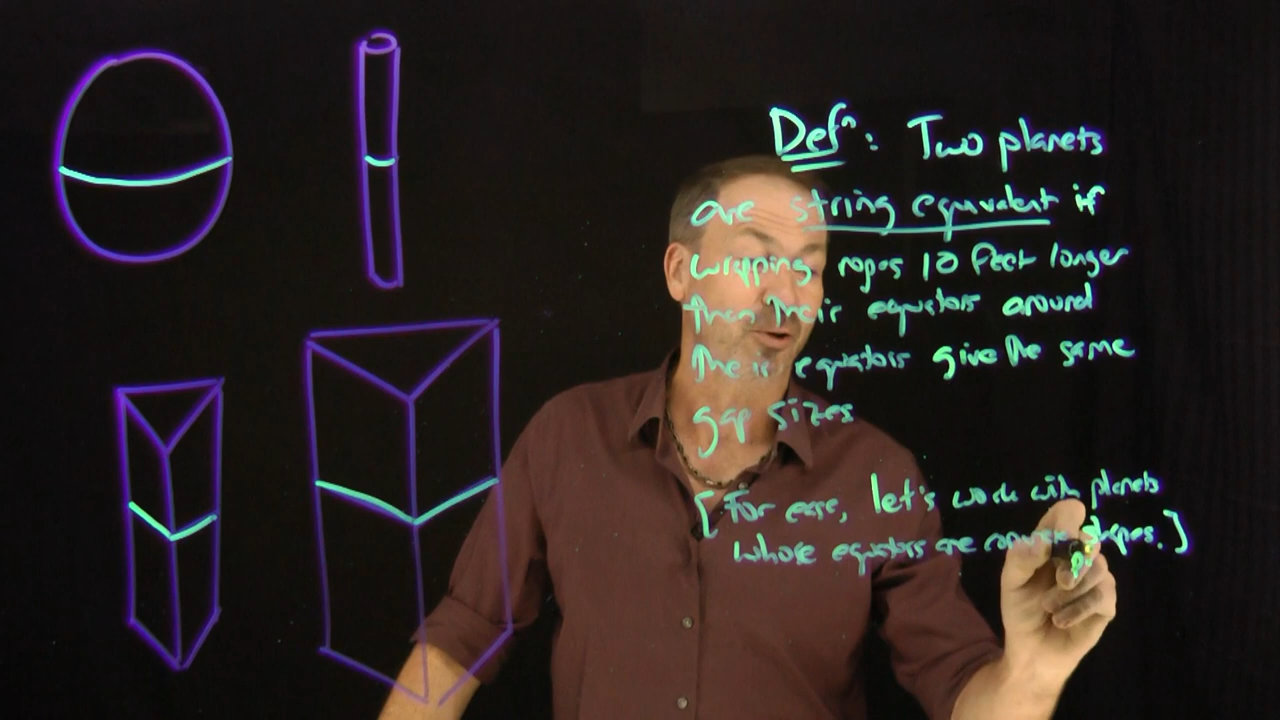 Defⁿ: Two planets
are string equivalent if
wrapping ropes 10 feet longer
than their equators around
their equators give the same
gap sizes
[For ease, let's work with planets
whose equators are convex shapes.]